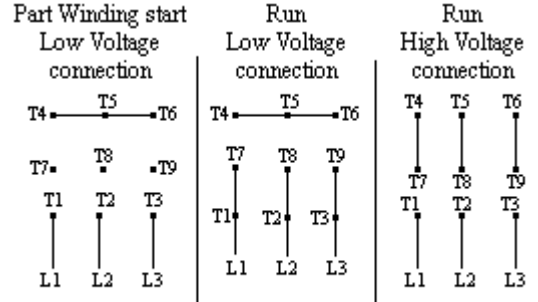 Part Winding start
Low Voltage
connection
T4 T5 T6
T7 T8 T9
T1 T2 T3
L1 L2 L3
Run
Low Voltage
connection
T4 T5 T6
T7 T8 T9
T1 T2 T3
L1 L2 L3
Run
High Voltage
connection
T4 T5 T6
T7 T8 T9
T1 T2 T3
L1 L2 L3